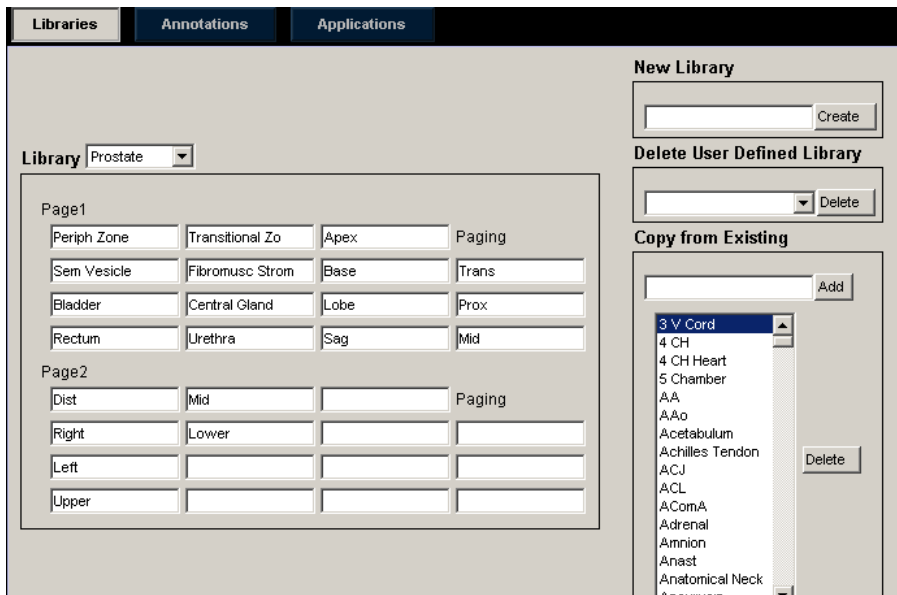 Libraries Annotations Applications
New Library
Create
Library Prostate
Delete User Defined Library
Delete
Page1
Periph Zone Transitional Zo Apex Paging
Sem Vesicle Fibromusc Strom Base Trans
Bladder Central Gland Lobe Prox
Rectum Urethra Sag Mid
Page2
Dist Mid Paging
Right Lower
Left
Upper
Copy from Existing
Add
3 V Cord
4 CH
4 CH Heart
5 Chamber
AA
AAo
Acetabulum
Achilles Tendon
ACJ
ACL
AComA
Adrenal
Amnion
Anast
Anatomical Neck
Delete